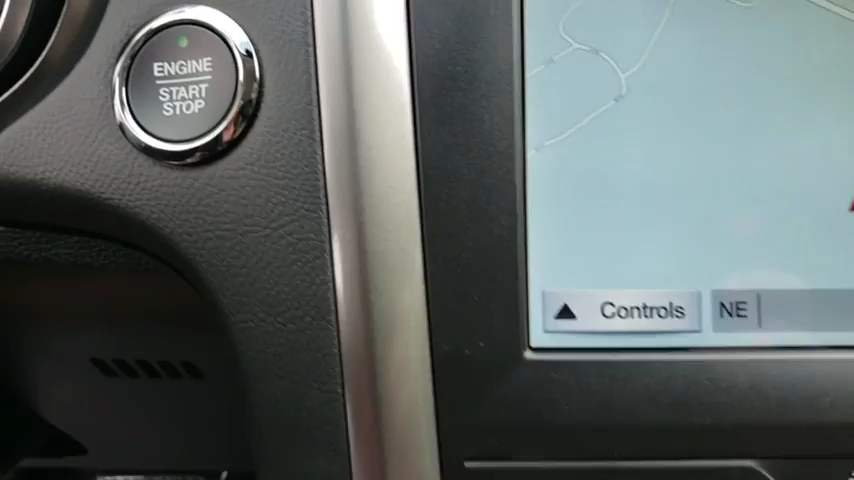 ENGINE
START
STOP
Controls
NE